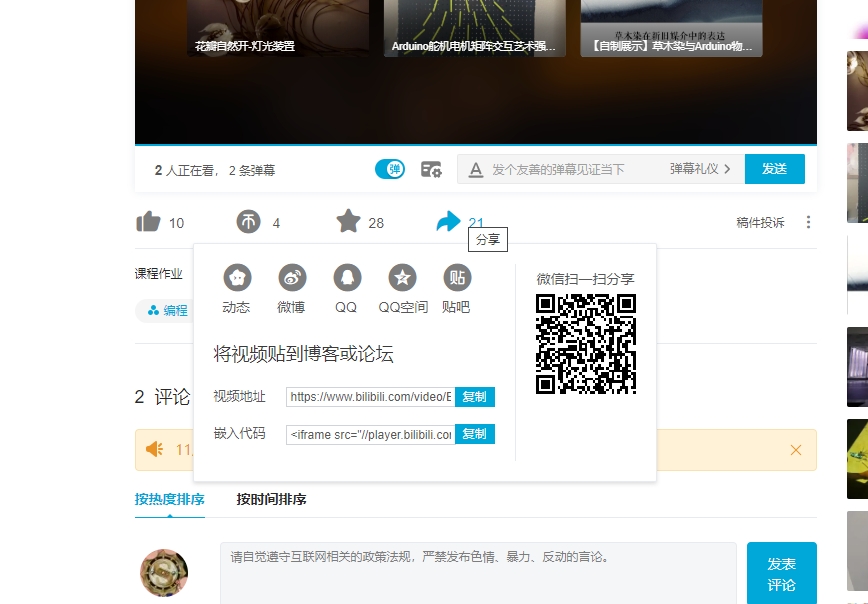 花瓣自然开-灯光装置
Arduino舵机电机矩阵交互艺术强...
草木染在新旧媒介中的表达
【自制展示】草木染与Arduino物...
2 人正在看， 2 条弹幕
弹
A 发个友善的弹幕见证当下
弹幕礼仪 >
发送
10
4
28
21
稿件投诉
分享
课程作业
编程
动态
微博
QQ
QQ空间
贴
贴吧
微信扫一扫分享
将视频贴到博客或论坛
视频地址 https://www.bilibili.com/video/ 复制
嵌入代码 <iframe src="//player.bilibili.co 复制
2 评论
11
按热度排序 按时间排序
请自觉遵守互联网相关的政策法规，严禁发布色情、暴力、反动的言论。
发表
评论